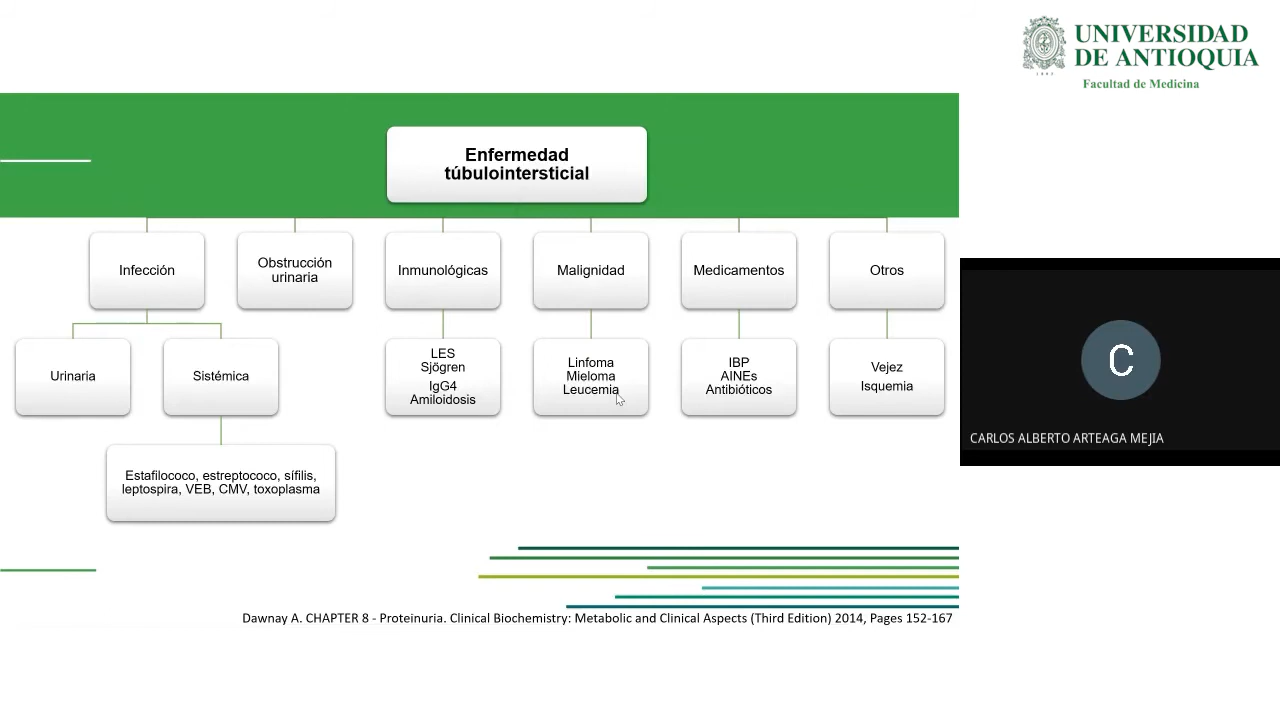 UNIVERSIDAD
DE ANTIOQUIA
1803
Facultad de Medicina
Enfermedad
túbulointersticial
Infección
Obstrucción
urinaria
Inmunológicas
Malignidad
Medicamentos
Otros
Urinaria
Sistémica
LES
Sjögren
IgG4
Amiloidosis
Linfoma
Mieloma
Leucemia
IBP
AINEs
Antibióticos
Vejez
Isquemia
Estafilococo, estreptococo, sífilis,
leptospira, VEB, CMV, toxoplasma
C
CARLOS ALBERTO ARTEAGA MEJIA
Dawnay A. CHAPTER 8 - Proteinuria. Clinical Biochemistry: Metabolic and Clinical Aspects (Third Edition) 2014, Pages 152-167